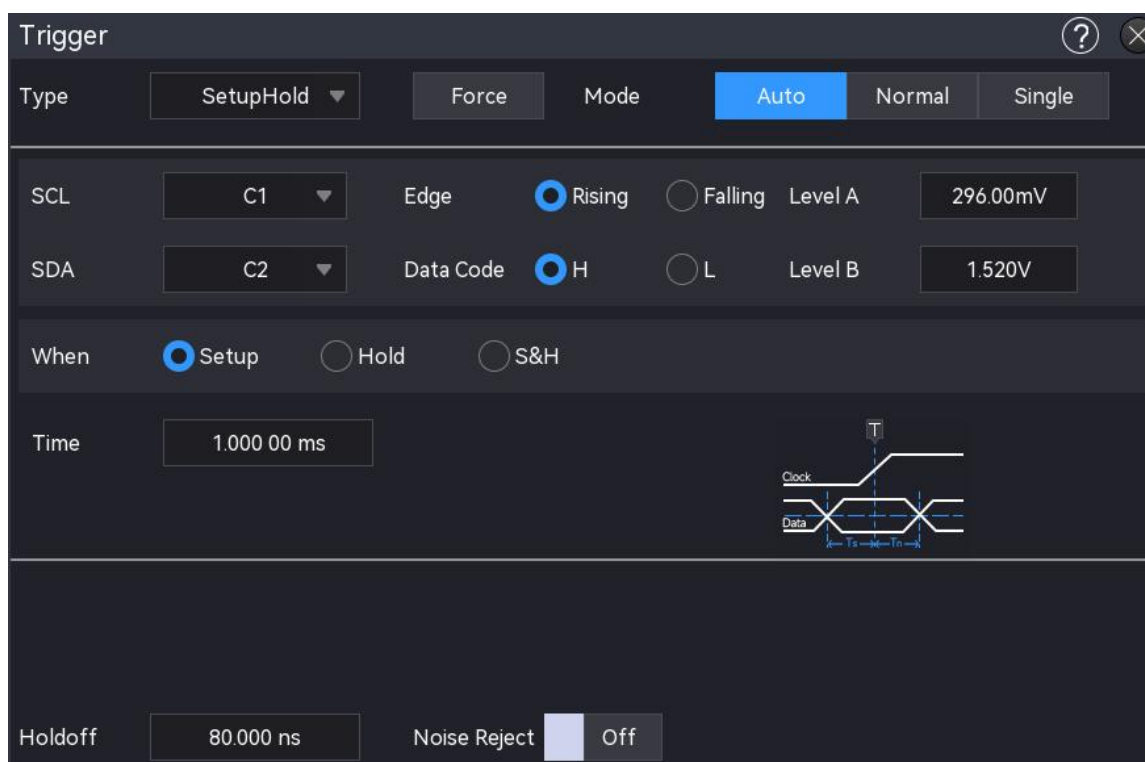 Trigger ?
Type SetupHold Force Mode Auto Normal Single
SCL C1 Edge Rising Falling Level A 296.00mV
SDA C2 Data Code H L Level B 1.520V
When Setup Hold S&H
Time 1.000 00 ms
T
Clock
Data
Ts Tn
Holdoff 80.000 ns Noise Reject Off